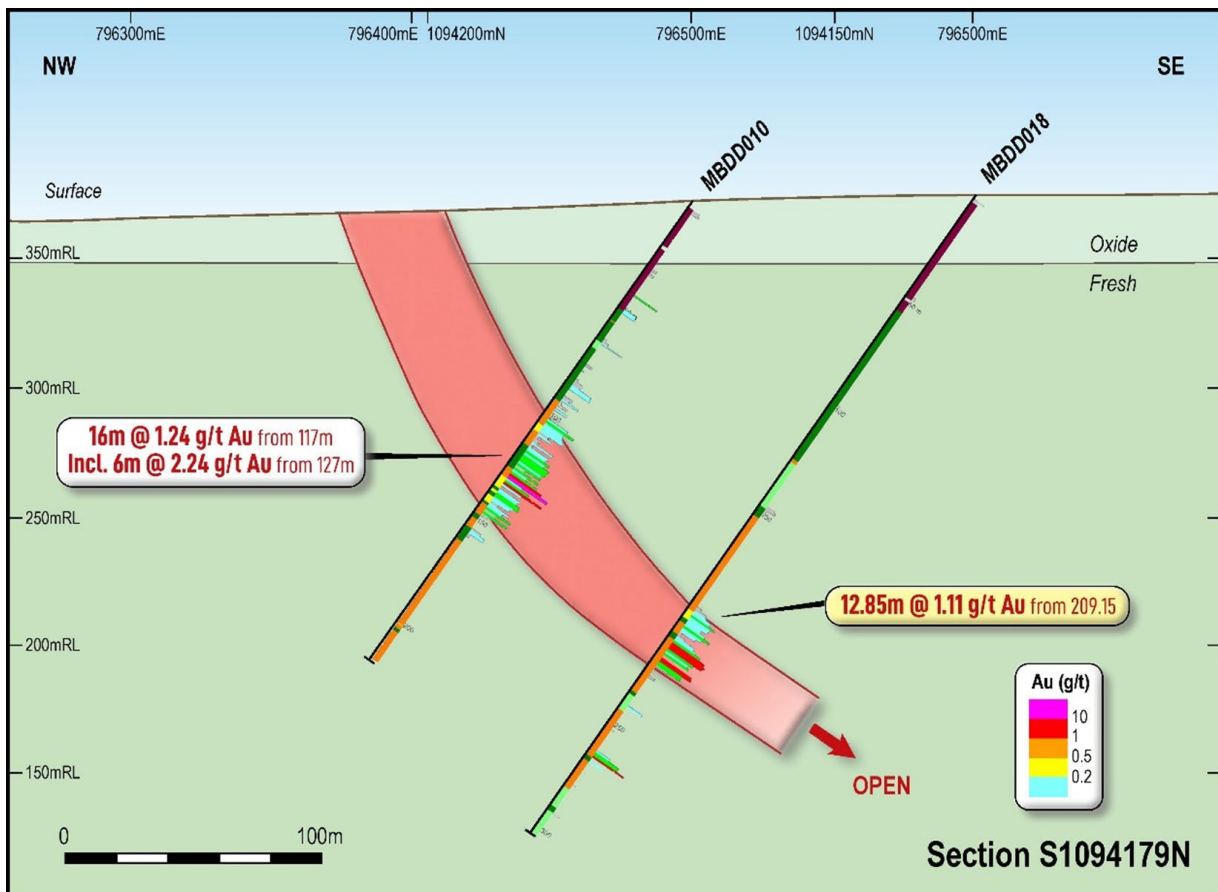 796300mE
796400mE
1094200mN
796500mE
1094150mN
796500mE
NW
SE
MBDD010
MBDD018
Surface
350mRL
Oxide
Fresh
300mRL
16m @ 1.24 g/t Au from 117m
Incl. 6m @ 2.24 g/t Au from 127m
250mRL
12.85m @ 1.11 g/t Au from 209.15
200mRL
Au (g/t)
10
1
0.5
0.2
150mRL
OPEN
0
100m
Section S1094179N